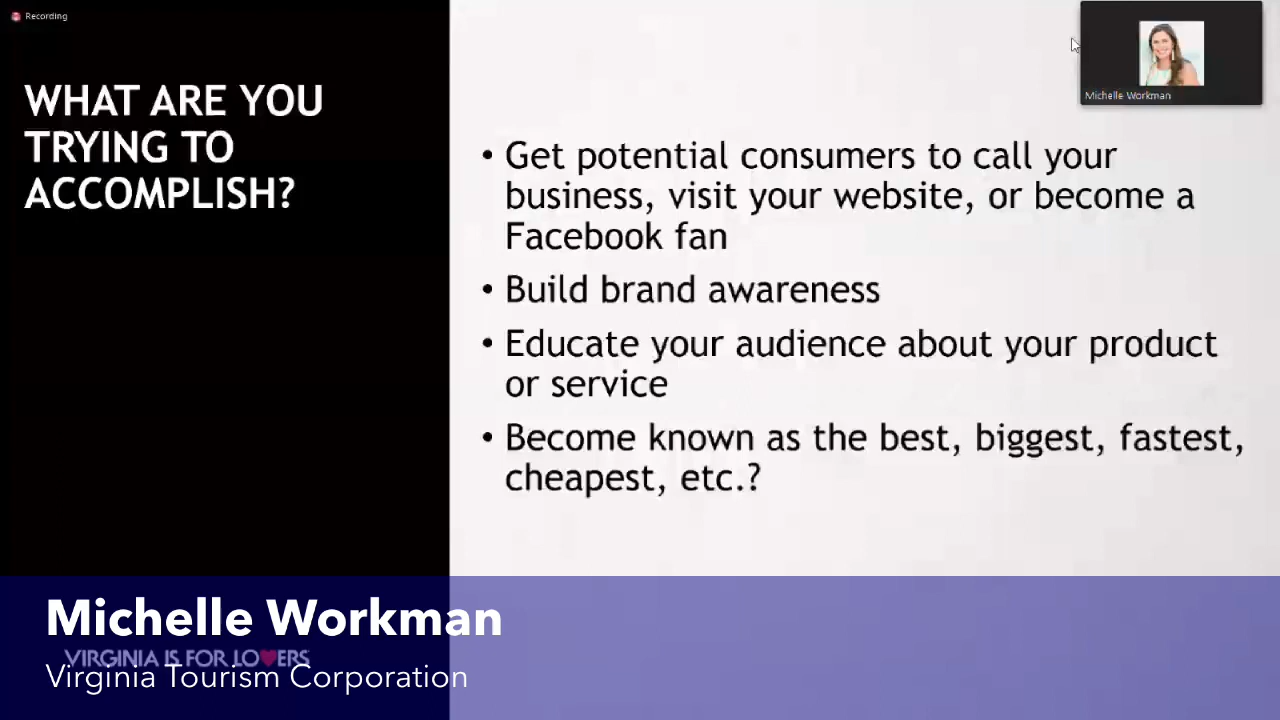 Recording
WHAT ARE YOU
TRYING TO
ACCOMPLISH?
Michelle Workman
• Get potential consumers to call your
business, visit your website, or become a
Facebook fan
• Build brand awareness
• Educate your audience about your product
or service
• Become known as the best, biggest, fastest,
cheapest, etc.?
Michelle Workman
VIRGINIA IS FOR LOVERS
Virginia Tourism Corporation